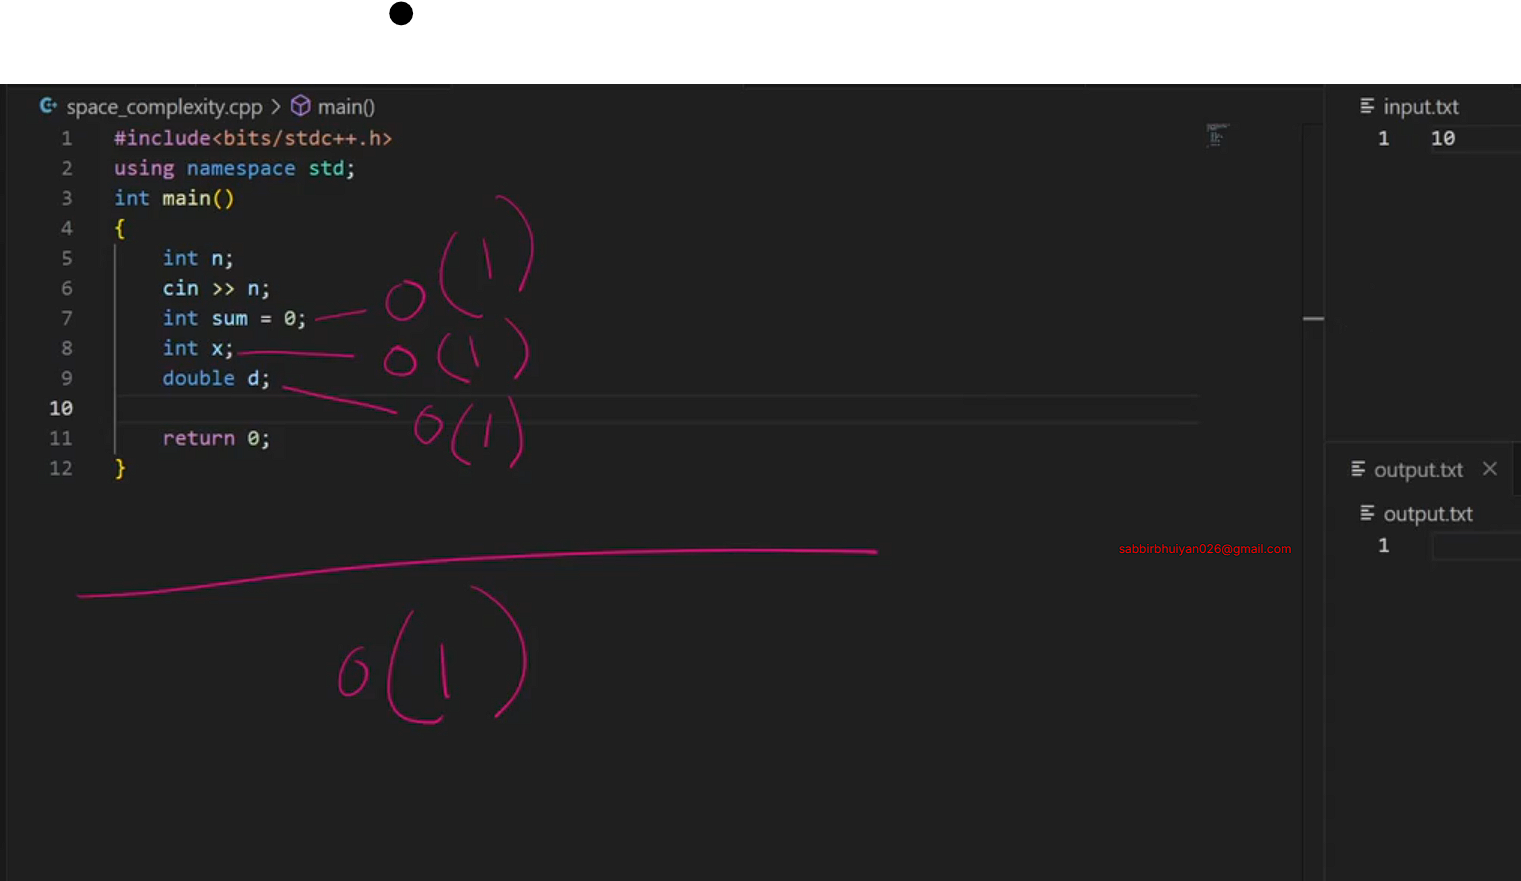 space_complexity.cpp > main()
1 #include<bits/stdc++.h>
2 using namespace std;
3 int main()
4 {
5 int n;
6 cin >> n;
7 int sum = 0; O(1)
8 int x; O(1)
9 double d; O(1)
10
11 return 0;
12 }
O(1)
input.txt
1 10
output.txt ×
output.txt
1
sabbirbhuiyan026@gmail.com